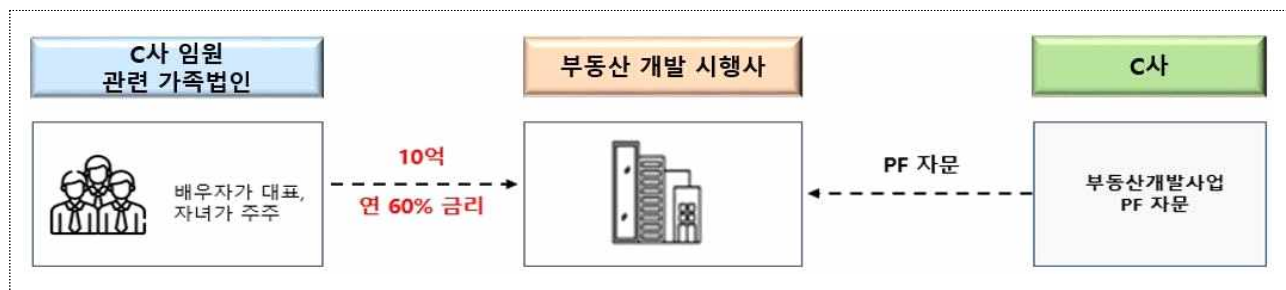 C사 임원
관련 가족법인
부동산 개발 시행사
C사
배우자가 대표,
자녀가 주주
10억
연 60% 금리
PF 자문
부동산개발사업
PF 자문